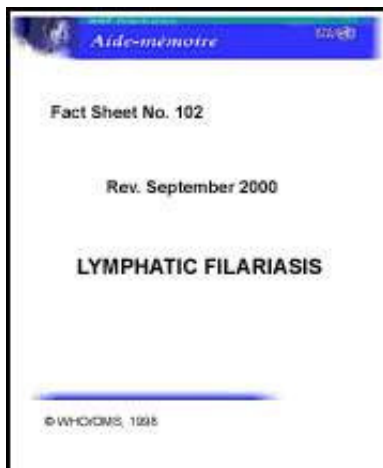 Aide-mémoire
Fact Sheet No. 102
Rev. September 2000
LYMPHATIC FILARIASIS
© WHO/OMS, 1998